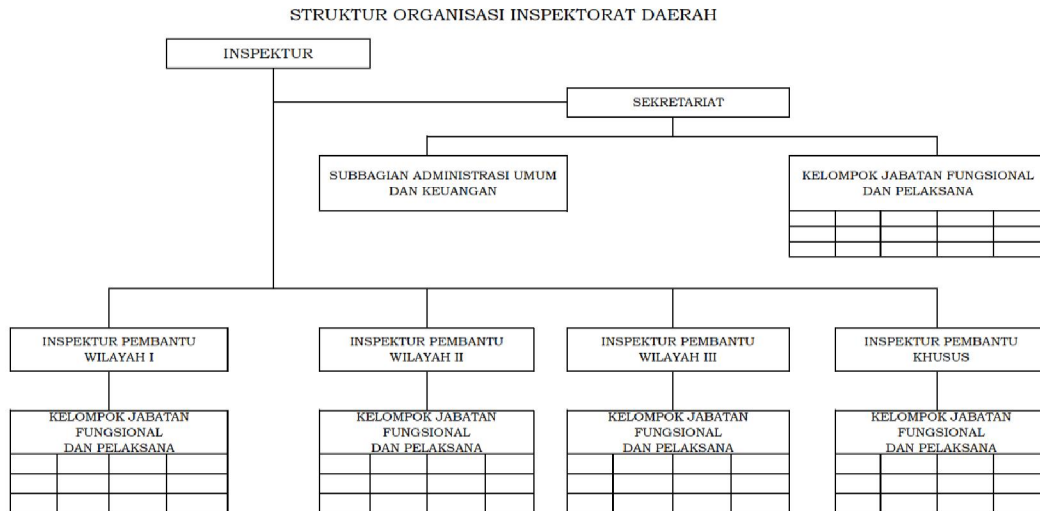 STRUKTUR ORGANISASI INSPEKTORAT DAERAH
INSPEKTUR
SEKRETARIAT
SUBBAGIAN ADMINISTRASI UMUM
DAN KEUANGAN
KELOMPOK JABATAN FUNGSIONAL
DAN PELAKSANA
INSPEKTUR PEMBANTU
WILAYAH I
INSPEKTUR PEMBANTU
WILAYAH II
INSPEKTUR PEMBANTU
WILAYAH III
INSPEKTUR PEMBANTU
KHUSUS
KELOMPOK JABATAN
FUNGSIONAL
DAN PELAKSANA
KELOMPOK JABATAN
FUNGSIONAL
DAN PELAKSANA
KELOMPOK JABATAN
FUNGSIONAL
DAN PELAKSANA
KELOMPOK JABATAN
FUNGSIONAL
DAN PELAKSANA